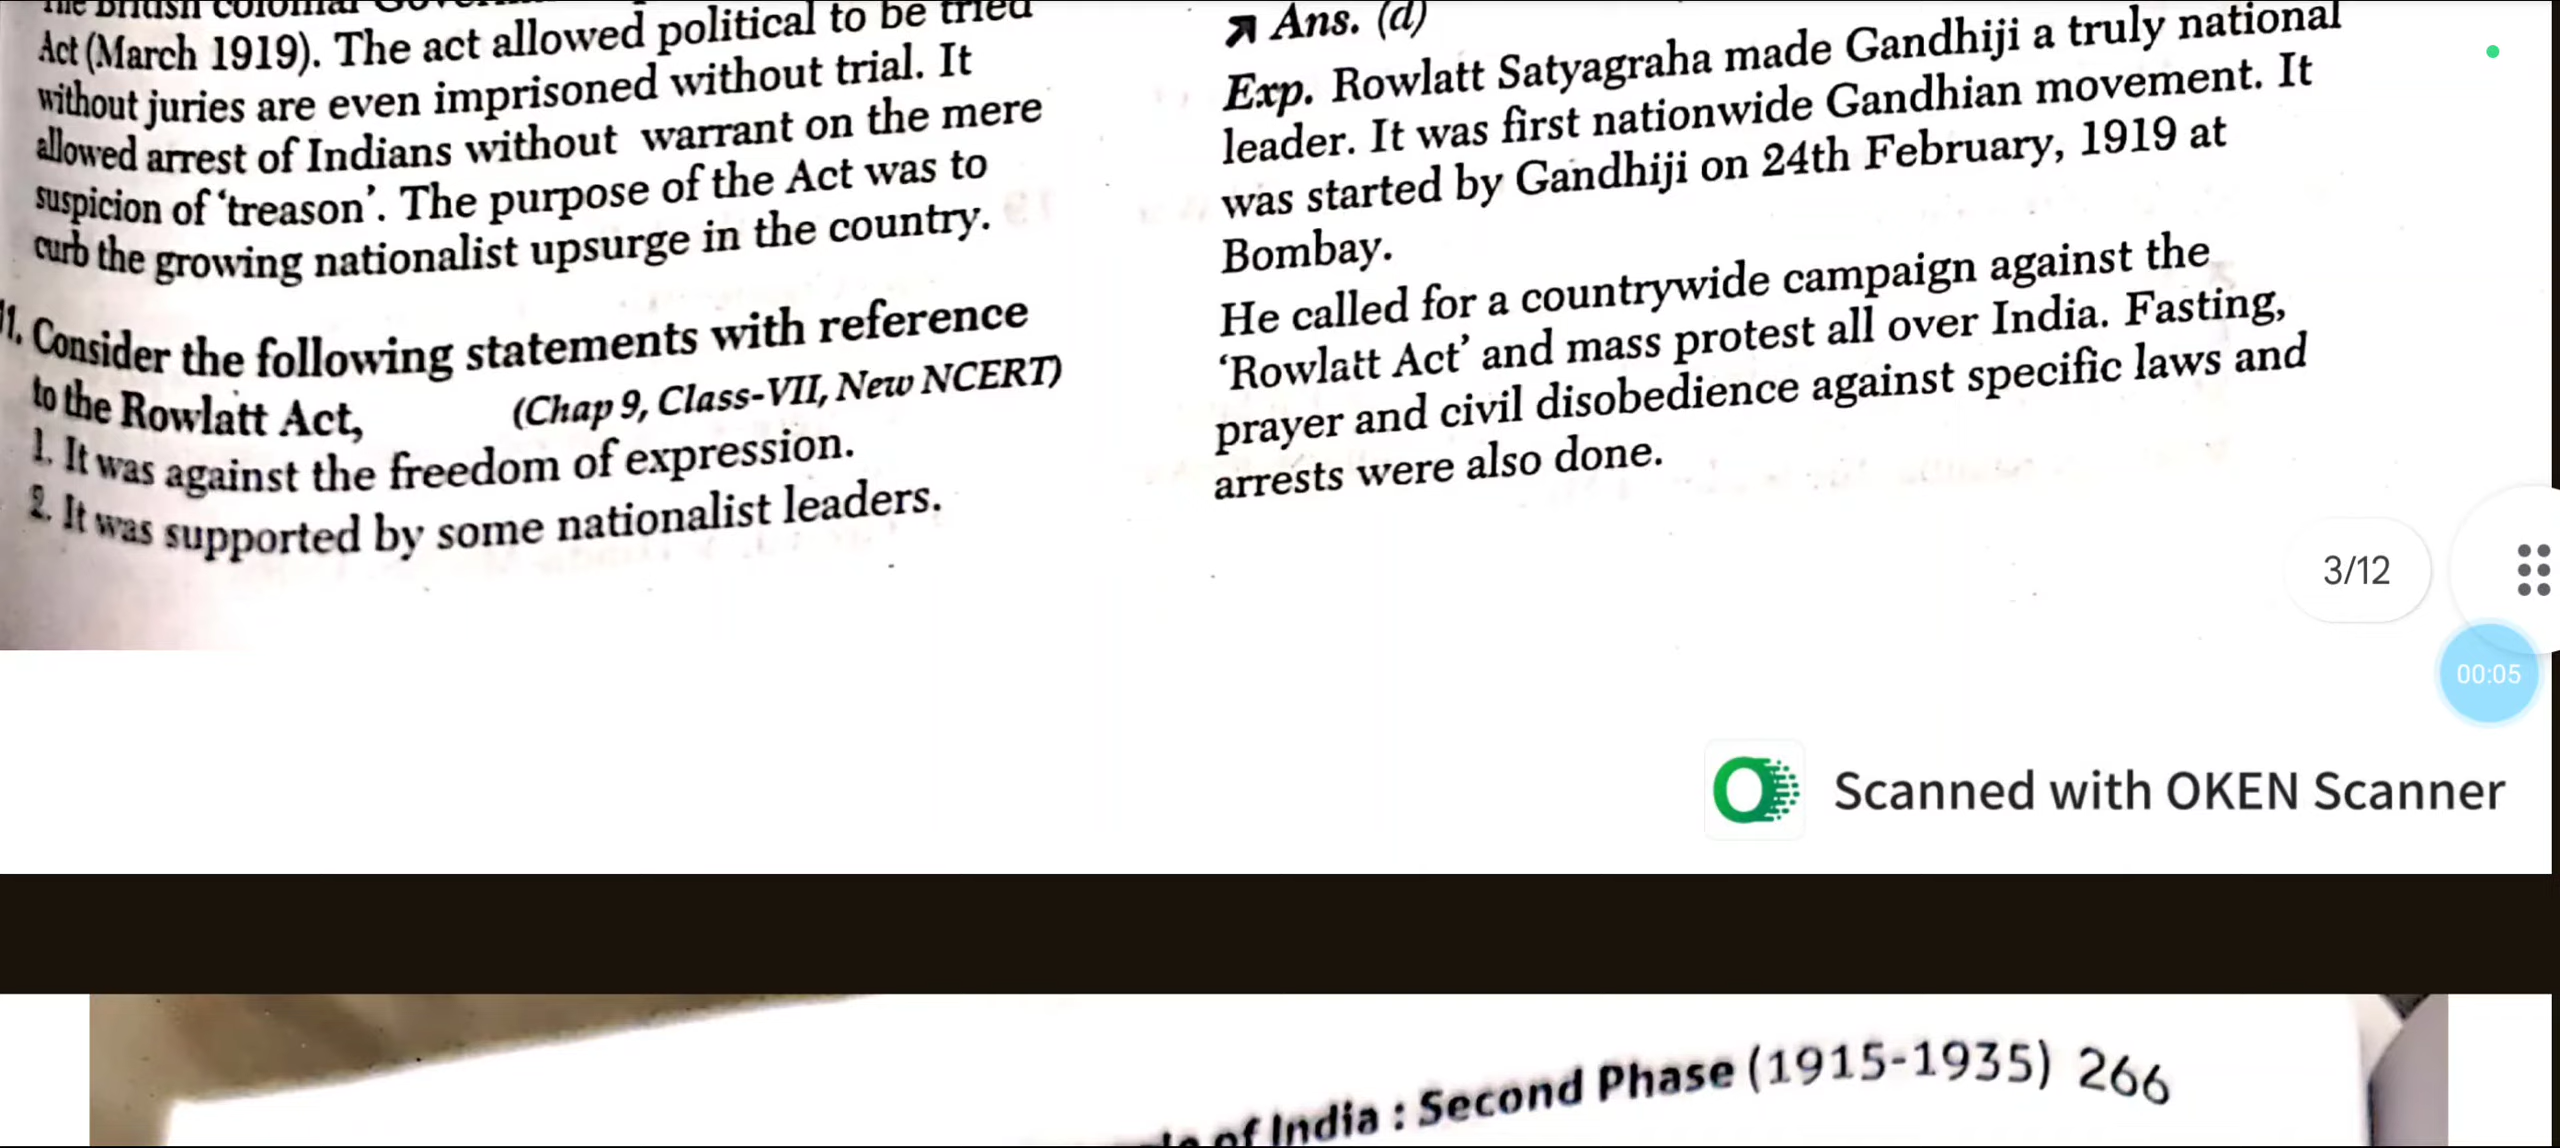 The British Colonial
Act (March 1919). The act allowed political to be tried
without juries are even imprisoned without trial. It
allowed arrest of Indians without warrant on the mere
suspicion of ‘treason’. The purpose of the Act was to
curb the growing nationalist upsurge in the country.
1. Consider the following statements with reference
to the Rowlatt Act, (Chap 9, Class-VII, New NCERT)
1. It was against the freedom of expression.
2. It was supported by some nationalist leaders.
Ans. (d)
Exp. Rowlatt Satyagraha made Gandhiji a truly national
leader. It was first nationwide Gandhian movement. It
was started by Gandhiji on 24th February, 1919 at
Bombay.
He called for a countrywide campaign against the
‘Rowlatt Act’ and mass protest all over India. Fasting,
prayer and civil disobedience against specific laws and
arrests were also done.
3/12
00:05
Scanned with OKEN Scanner
of India : Second Phase (1915-1935) 266